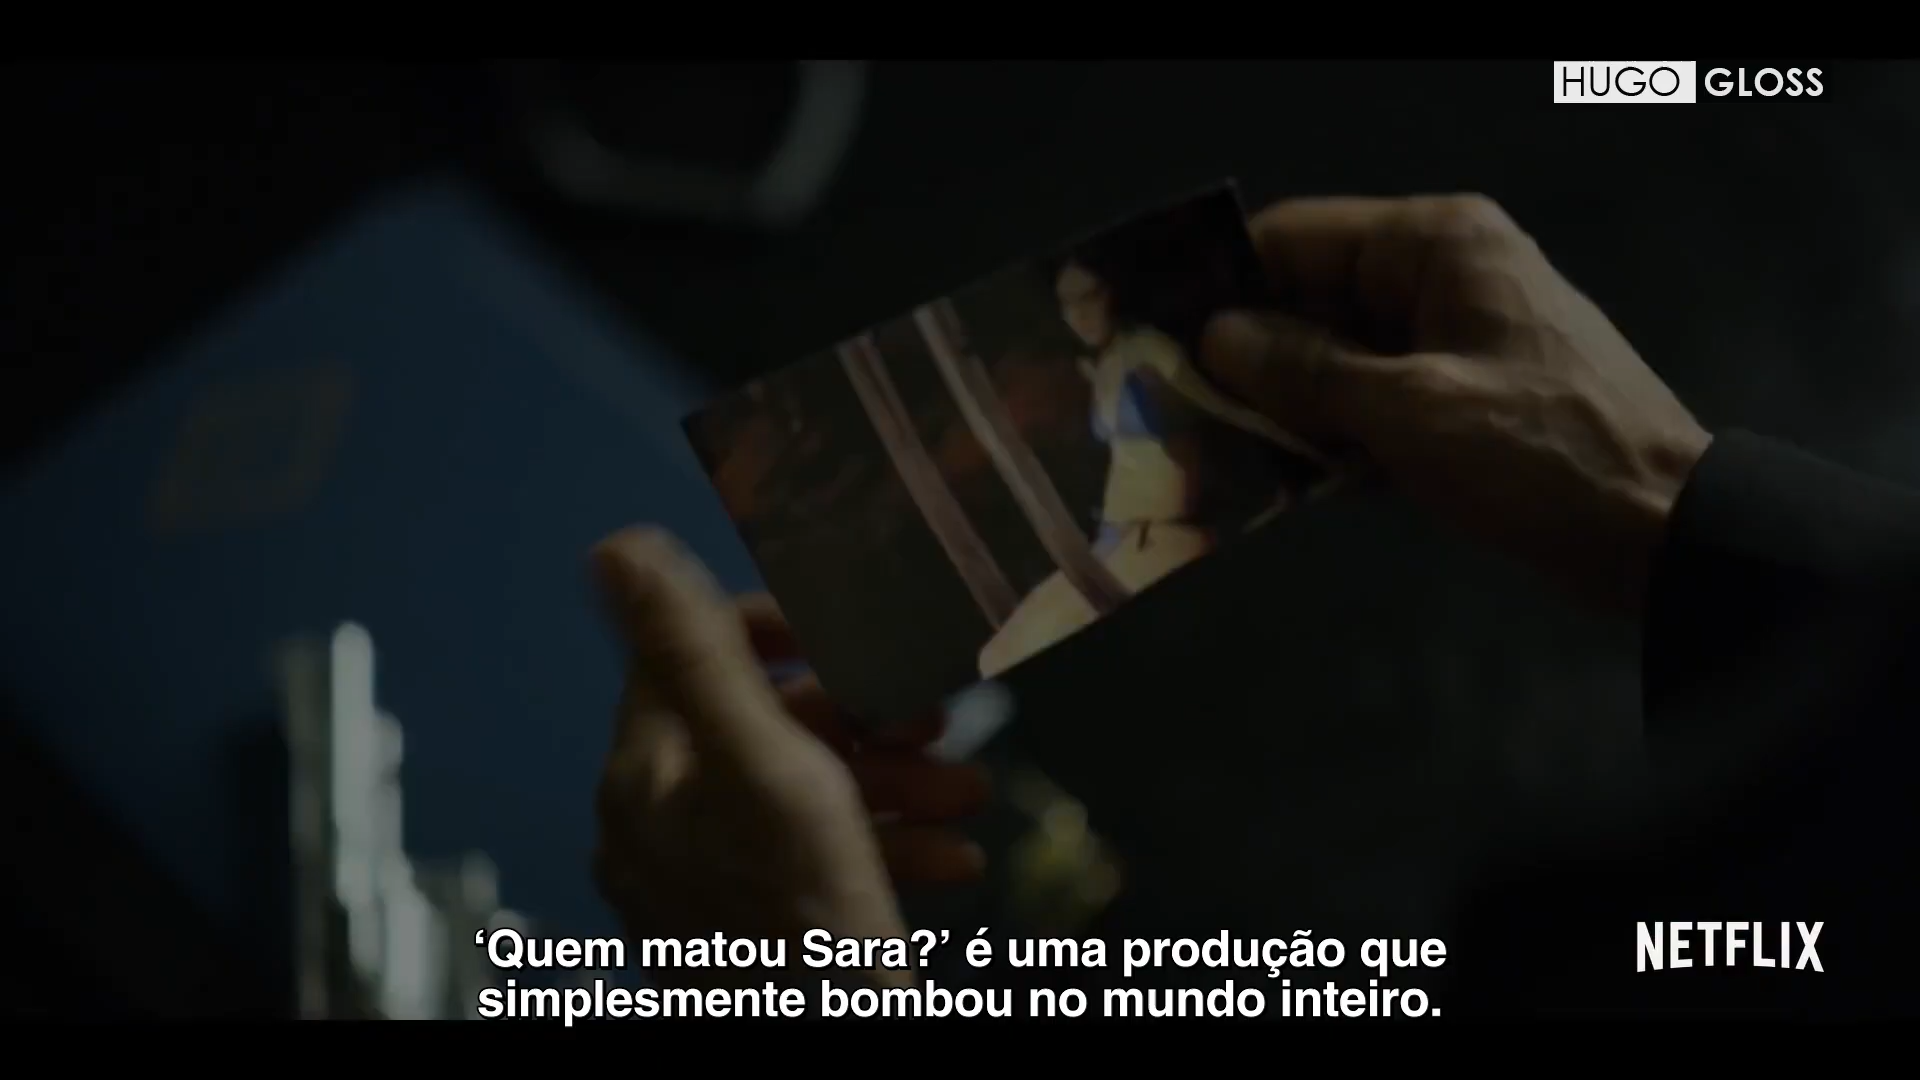 HUGO GLOSS
‘Quem matou Sara?’ é uma produção que
simplesmente bombou no mundo inteiro.
NETFLIX